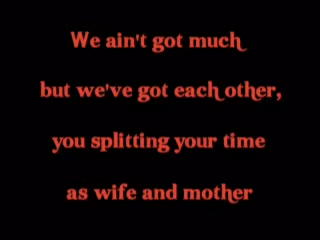 We ain't got much
but we've got each other,
you splitting your time
as wife and mother